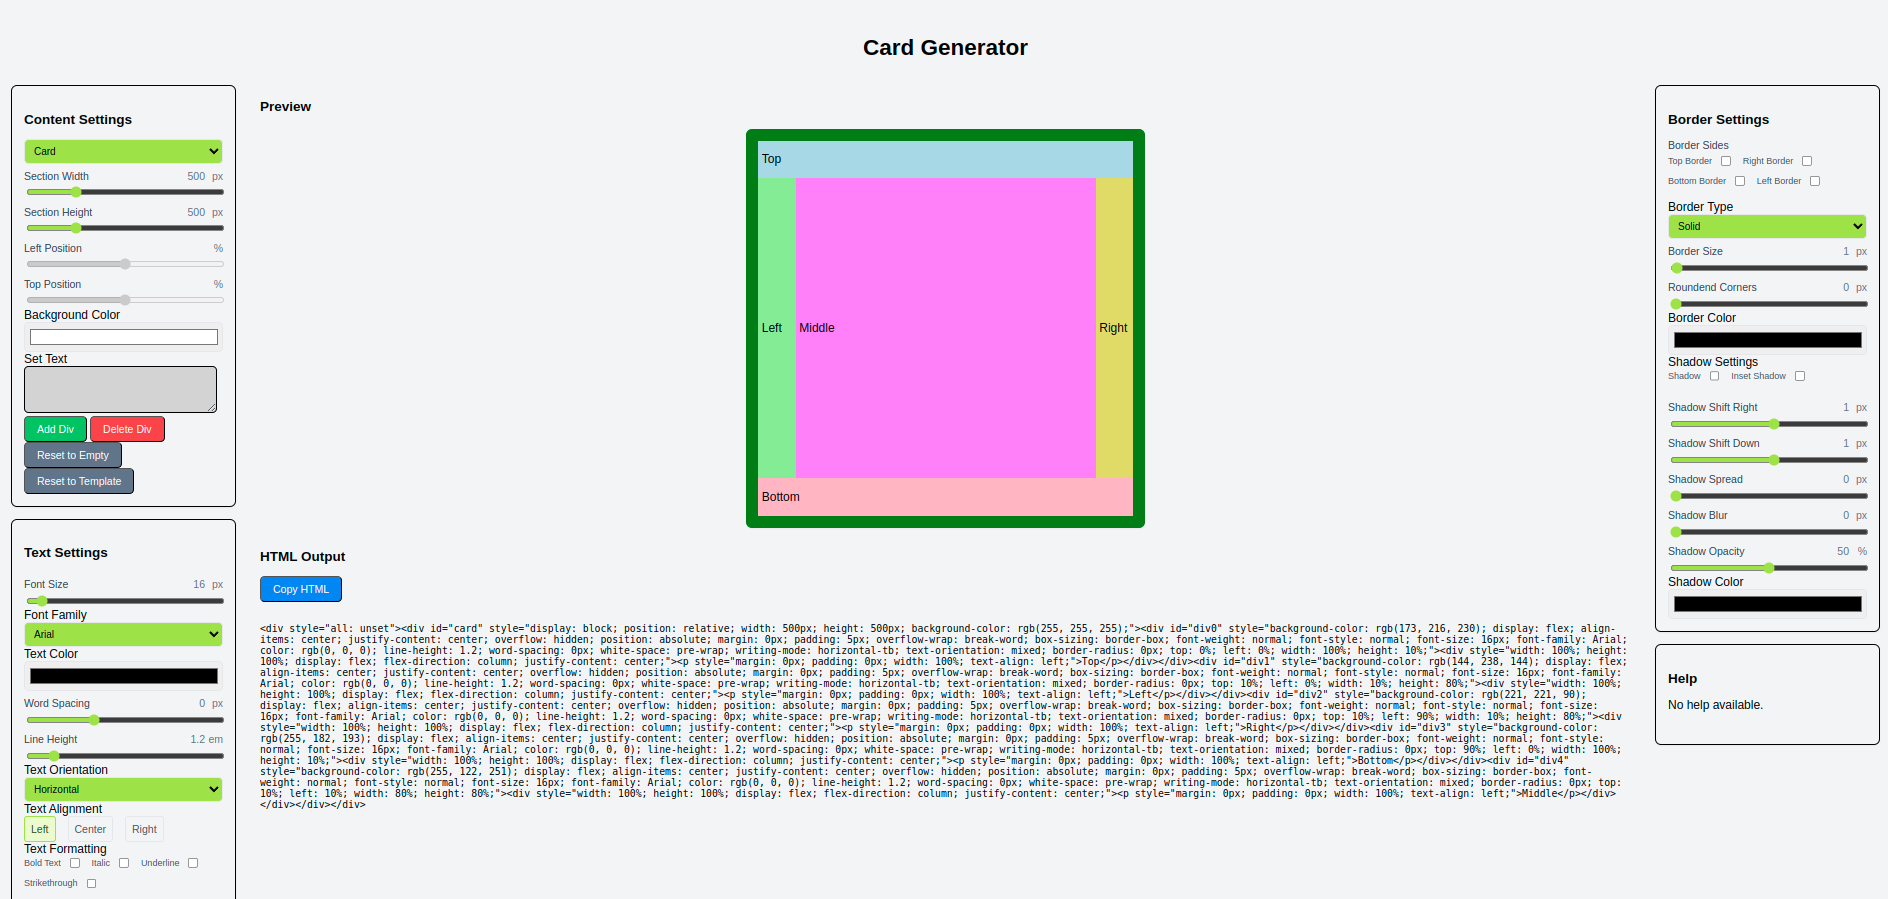 Card Generator
Content Settings
Card
Section Width 500 px
Section Height 500 px
Left Position %
Top Position %
Background Color
Set Text
Add Div Delete Div
Reset to Empty
Reset to Template
Text Settings
Font Size 16 px
Font Family
Arial
Text Color
Word Spacing 0 px
Line Height 1.2 em
Text Orientation
Horizontal
Text Alignment
Left Center Right
Text Formatting
Bold Text Italic Underline
Strikethrough
Preview
Top
Left Middle Right
Bottom
HTML Output
Copy HTML
<div style="all: unset"><div id="card" style="display: block; position: relative; width: 500px; height: 500px; background-color: rgb(255, 255, 255);"><div id="div0" style="background-color: rgb(173, 216, 230); display: flex; align-
items: center; justify-content: center; overflow: hidden; position: absolute; margin: 0px; padding: 5px; overflow-wrap: break-word; box-sizing: border-box; font-weight: normal; font-style: normal; font-size: 16px; font-family: Arial;
color: rgb(0, 0, 0); line-height: 1.2; word-spacing: 0px; white-space: pre-wrap; writing-mode: horizontal-tb; text-orientation: mixed; border-radius: 0px; top: 0%; left: 0%; width: 100%; height: 10%;"><div style="width: 100%; height:
100%; display: flex; flex-direction: column; justify-content: center;"><p style="margin: 0px; padding: 0px; width: 100%; text-align: left;">Top</p></div></div><div id="div1" style="background-color: rgb(144, 238, 144); display: flex;
align-items: center; justify-content: center; overflow: hidden; position: absolute; margin: 0px; padding: 5px; overflow-wrap: break-word; box-sizing: border-box; font-weight: normal; font-style: normal; font-size: 16px; font-family:
Arial; color: rgb(0, 0, 0); line-height: 1.2; word-spacing: 0px; white-space: pre-wrap; writing-mode: horizontal-tb; text-orientation: mixed; border-radius: 0px; top: 10%; left: 0%; width: 10%; height: 80%;"><div style="width: 100%;
height: 100%; display: flex; flex-direction: column; justify-content: center;"><p style="margin: 0px; padding: 0px; width: 100%; text-align: left;">Left</p></div></div><div id="div2" style="background-color: rgb(221, 221, 90);
display: flex; align-items: center; justify-content: center; overflow: hidden; position: absolute; margin: 0px; padding: 5px; overflow-wrap: break-word; box-sizing: border-box; font-weight: normal; font-style: normal; font-size:
16px; font-family: Arial; color: rgb(0, 0, 0); line-height: 1.2; word-spacing: 0px; white-space: pre-wrap; writing-mode: horizontal-tb; text-orientation: mixed; border-radius: 0px; top: 10%; left: 90%; width: 10%; height: 80%;"><div
style="width: 100%; height: 100%; display: flex; flex-direction: column; justify-content: center;"><p style="margin: 0px; padding: 0px; width: 100%; text-align: left;">Right</p></div></div><div id="div3" style="background-color:
rgb(255, 182, 193); display: flex; align-items: center; justify-content: center; overflow: hidden; position: absolute; margin: 0px; padding: 5px; overflow-wrap: break-word; box-sizing: border-box; font-weight: normal; font-style:
normal; font-size: 16px; font-family: Arial; color: rgb(0, 0, 0); line-height: 1.2; word-spacing: 0px; white-space: pre-wrap; writing-mode: horizontal-tb; text-orientation: mixed; border-radius: 0px; top: 90%; left: 0%; width: 100%;
height: 10%;"><div style="width: 100%; height: 100%; display: flex; flex-direction: column; justify-content: center;"><p style="margin: 0px; padding: 0px; width: 100%; text-align: left;">Bottom</p></div></div><div id="div4"
style="background-color: rgb(255, 122, 251); display: flex; align-items: center; justify-content: center; overflow: hidden; position: absolute; margin: 0px; padding: 5px; overflow-wrap: break-word; box-sizing: border-box; font-
weight: normal; font-style: normal; font-size: 16px; font-family: Arial; color: rgb(0, 0, 0); line-height: 1.2; word-spacing: 0px; white-space: pre-wrap; writing-mode: horizontal-tb; text-orientation: mixed; border-radius: 0px; top:
10%; left: 10%; width: 80%; height: 80%;"><div style="width: 100%; height: 100%; display: flex; flex-direction: column; justify-content: center;"><p style="margin: 0px; padding: 0px; width: 100%; text-align: left;">Middle</p></div>
</div></div></div>
Border Settings
Border Sides
Top Border Right Border
Bottom Border Left Border
Border Type
Solid
Border Size 1 px
Roundend Corners 0 px
Border Color
Shadow Settings
Shadow Inset Shadow
Shadow Shift Right 1 px
Shadow Shift Down 1 px
Shadow Spread 0 px
Shadow Blur 0 px
Shadow Opacity 50 %
Shadow Color
Help
No help available.